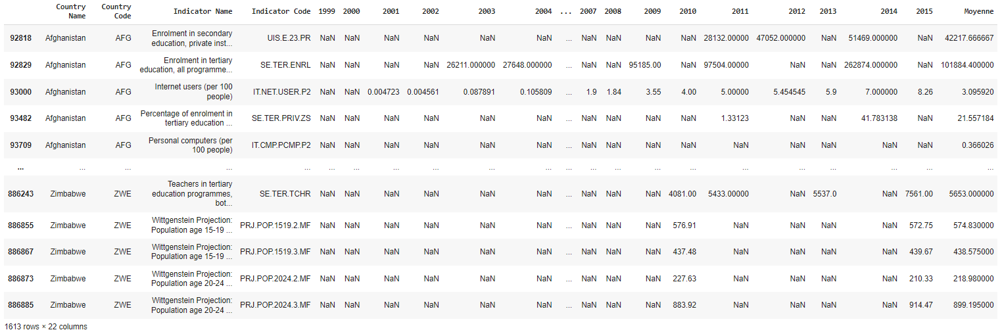 Country Name Country Code Indicator Name Indicator Code 1999 2000 2001 2002 2003 2004 ... 2007 2008 2009 2010 2011 2012 2013 2014 2015 Moyenne
92818 Afghanistan AFG Enrolment in secondary education, private inst... UIS.E.23.PR NaN NaN NaN NaN NaN NaN ... NaN NaN NaN NaN 28132.00000 47052.000000 NaN 51469.000000 NaN 42217.666667
92829 Afghanistan AFG Enrolment in tertiary education, all programme... SE.TER.ENRL NaN NaN NaN NaN 26211.000000 27648.000000 ... NaN NaN 95185.00 NaN 97504.00000 NaN NaN 262874.000000 NaN 101884.400000
93000 Afghanistan AFG Internet users (per 100 people) IT.NET.USER.P2 NaN NaN 0.004723 0.004561 0.087891 0.105809 ... 1.9 1.84 3.55 4.00 5.00000 5.454545 5.9 7.000000 8.26 3.095920
93482 Afghanistan AFG Percentage of enrolment in tertiary education ... SE.TER.PRIV.ZS NaN NaN NaN NaN NaN NaN ... NaN NaN NaN NaN 1.33123 NaN NaN 41.783138 NaN 21.557184
93709 Afghanistan AFG Personal computers (per 100 people) IT.CMP.PCMP.P2 NaN NaN NaN NaN NaN NaN ... NaN NaN NaN NaN NaN NaN NaN NaN NaN 0.366026
... ... ... ... ... ... ... ... ... ... ... ... ... ... ... ... ... ... ... ... ... ...
886243 Zimbabwe ZWE Teachers in tertiary education programmes, bot... SE.TER.TCHR NaN NaN NaN NaN NaN NaN ... NaN NaN NaN 4081.00 5433.00000 NaN 5537.0 NaN 7561.00 5653.000000
886855 Zimbabwe ZWE Wittgenstein Projection: Population age 15-19 ... PRJ.POP.1519.2.MF NaN NaN NaN NaN NaN NaN ... NaN NaN NaN 576.91 NaN NaN NaN NaN 572.75 574.830000
886867 Zimbabwe ZWE Wittgenstein Projection: Population age 15-19 ... PRJ.POP.1519.3.MF NaN NaN NaN NaN NaN NaN ... NaN NaN NaN 437.48 NaN NaN NaN NaN 439.67 438.575000
886873 Zimbabwe ZWE Wittgenstein Projection: Population age 20-24 ... PRJ.POP.2024.2.MF NaN NaN NaN NaN NaN NaN ... NaN NaN NaN 227.63 NaN NaN NaN NaN 210.33 218.980000
886885 Zimbabwe ZWE Wittgenstein Projection: Population age 20-24 ... PRJ.POP.2024.3.MF NaN NaN NaN NaN NaN NaN ... NaN NaN NaN 883.92 NaN NaN NaN NaN 914.47 899.195000
1613 rows × 22 columns